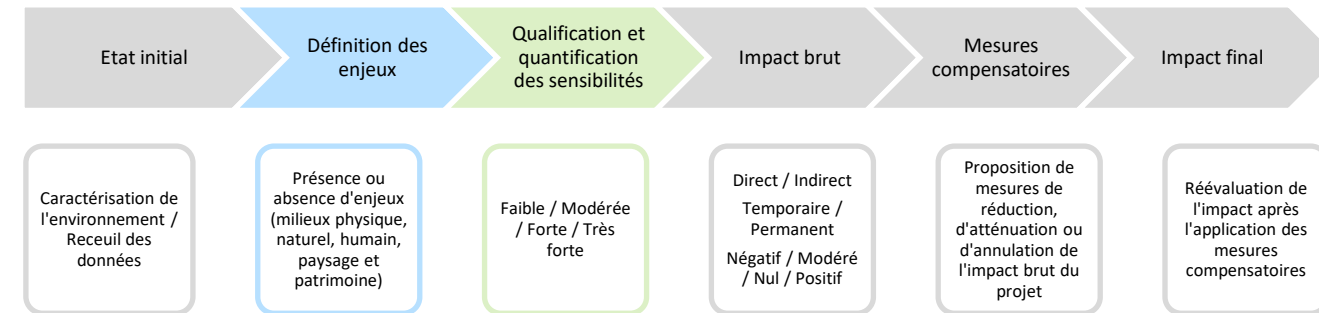 Etat initial
Définition des
enjeux
Qualification et
quantification
des sensibilités
Impact brut
Mesures
compensatoires
Impact final
Caractérisation de
l'environnement /
Receuil des
données
Présence ou
absence d'enjeux
(milieux physique,
naturel, humain,
paysage et
patrimoine)
Faible / Modérée
/ Forte / Très
forte
Direct / Indirect
Temporaire /
Permanent
Négatif / Modéré
/ Nul / Positif
Proposition de
mesures de
réduction,
d'atténuation ou
d'annulation de
l'impact brut du
projet
Réévaluation de
l'impact après
l'application des
mesures
compensatoires